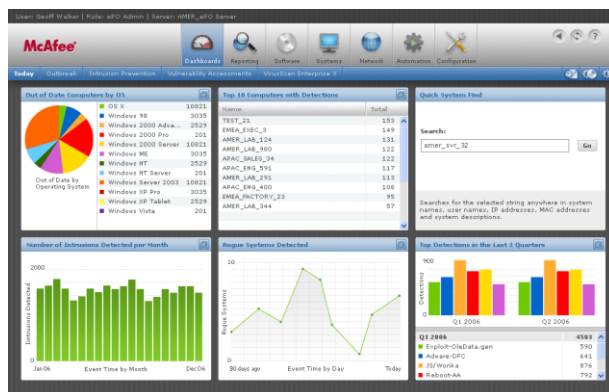 User: Geoff Walker | Role: eFO Admin | Server: AMER_eFO Server
McAfee
Dashboards Reporting Software Systems Network Automation Configuration
Today Outbreak Intrusion Prevention Vulnerability Assessments VirusScan Enterprise X
Out of Date Computers by OS
OS X 10821
Windows 98 3035
Windows 2000 Adva... 2529
Windows 2000 Pro 201
Windows 2000 Server 10821
Windows ME 3035
Windows NT 2529
Windows NT Server 201
Windows Server 2003 10821
Windows XP Pro 3035
Windows XP Tablet 2529
Windows Vista 201
Out of Date by
Operating System
Top 10 Computers with Detections
Name Total
TEST_21 153
EMEA_EXEC_3 149
AMER_LAB_124 131
AMER_LAB_980 122
APAC_SALES_34 122
APAC_ENG_591 117
AMER_LAB_291 113
APAC_ENG_400 108
EMEA_FACTORY_23 95
AMER_LAB_344 57
Quick System Find
Search:
amer_svr_32
Go
Searches for the selected string anywhere in system
names, user names, IP addresses, MAC addresses
and system descriptions.
Number of Intrusions Detected per Month
2000
Intrusions Detected
0
Jan06 Event Time by Month Dec06
Rogue Systems Detected
10
Rogue Systems
0
30 days ago Event Time by Day Today
Top Detections in the Last 2 Quarters
900
Detections
0
Q1 2006 Q2 2006
Q1 2006 4503
Exploit-OleData.gen 590
Adware-DFC 641
JS/Wonka 876
Reboot-AA 792